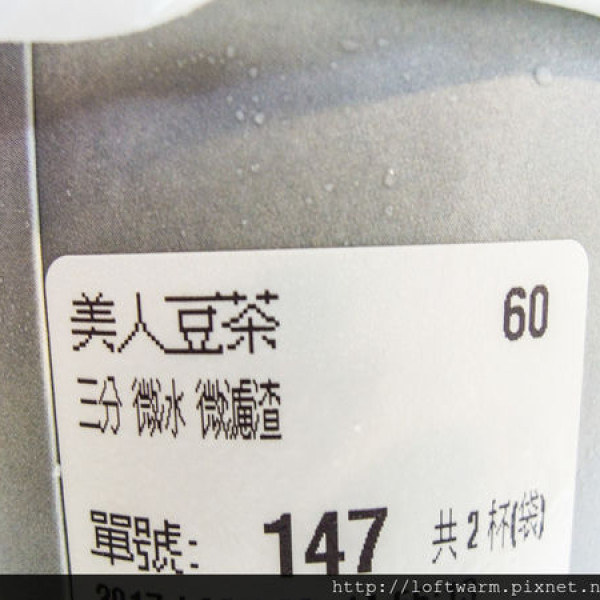 美人豆茶 60
三分 微冰 微濾渣
單號: 147 共2杯(袋)
http://loftwarm.pixnet.n